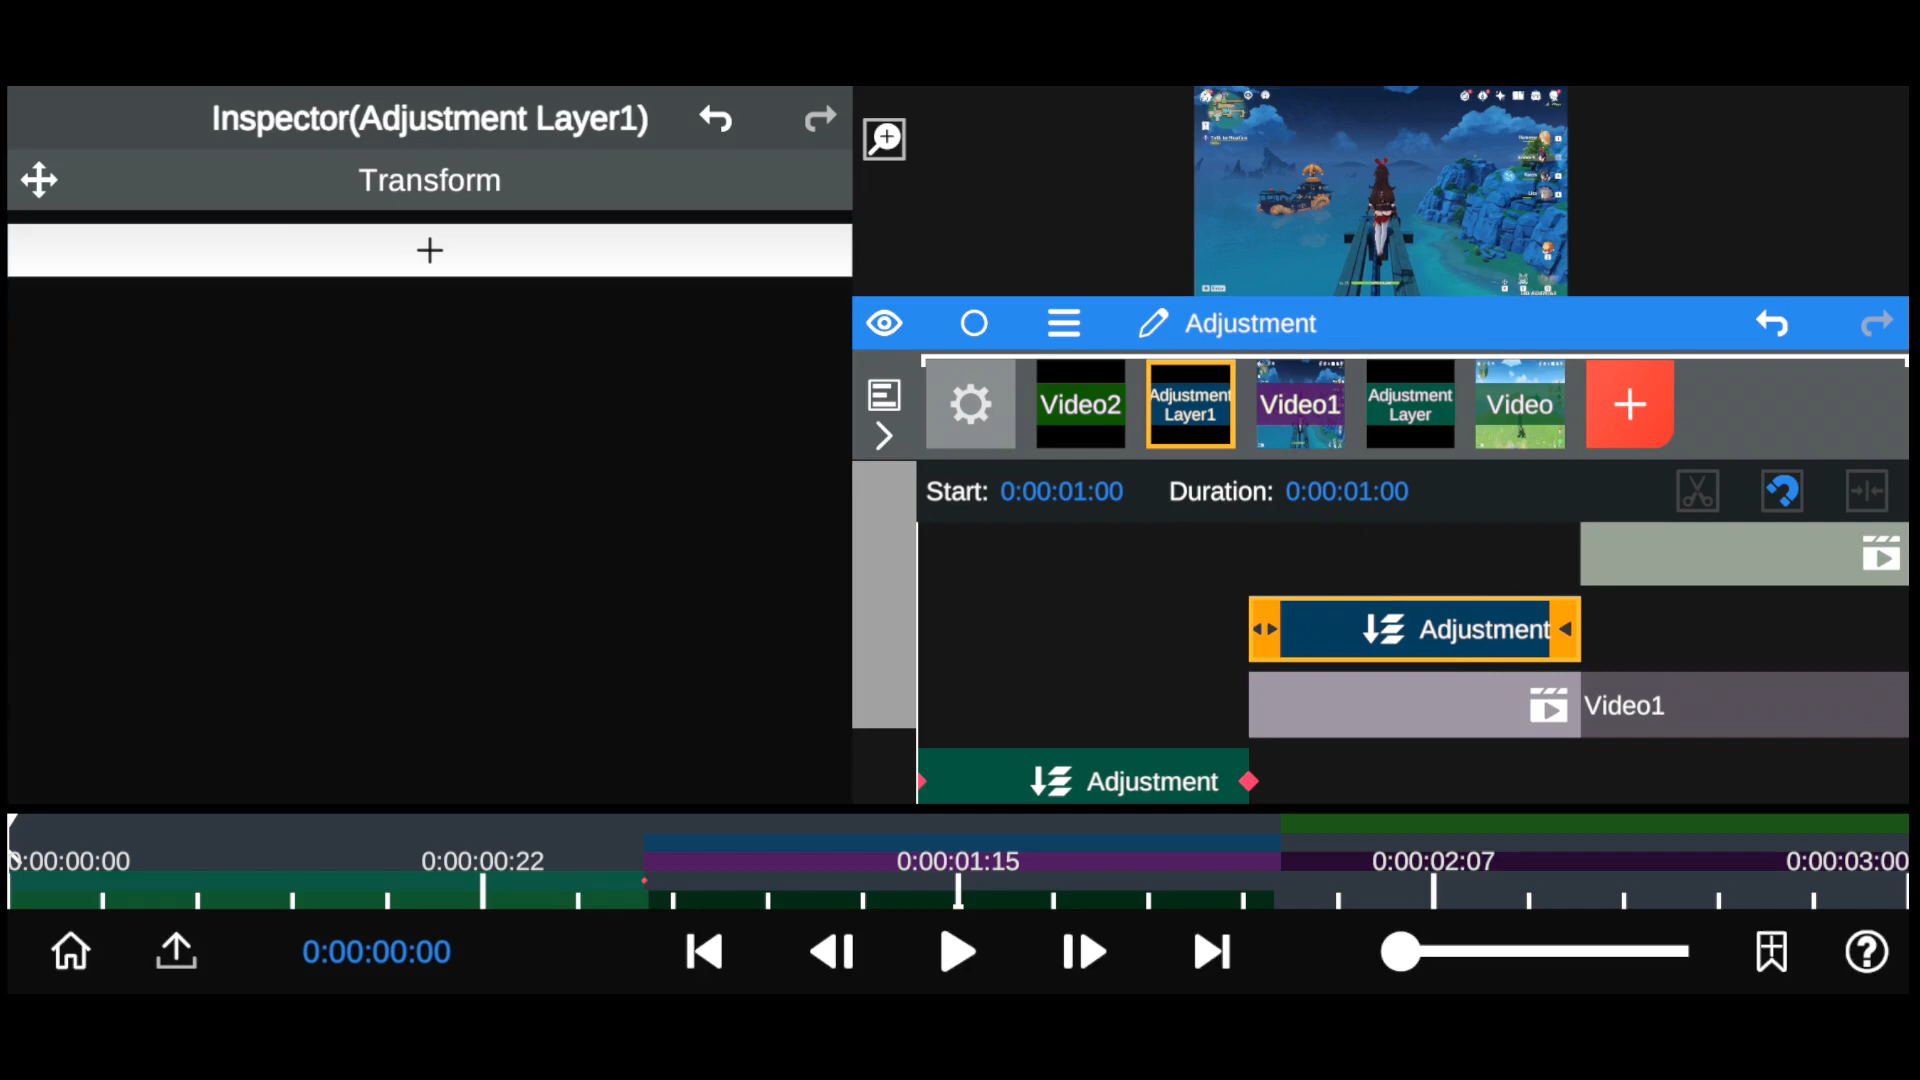 Inspector(Adjustment Layer1)
Transform
Adjustment
Video2
Adjustment
Layer1
Video1
Adjustment
Layer
Video
Start: 0:00:01:00 Duration: 0:00:01:00
Adjustment
Video1
Adjustment
0:00:00:00 0:00:00:22 0:00:01:15 0:00:02:07 0:00:03:00
0:00:00:00